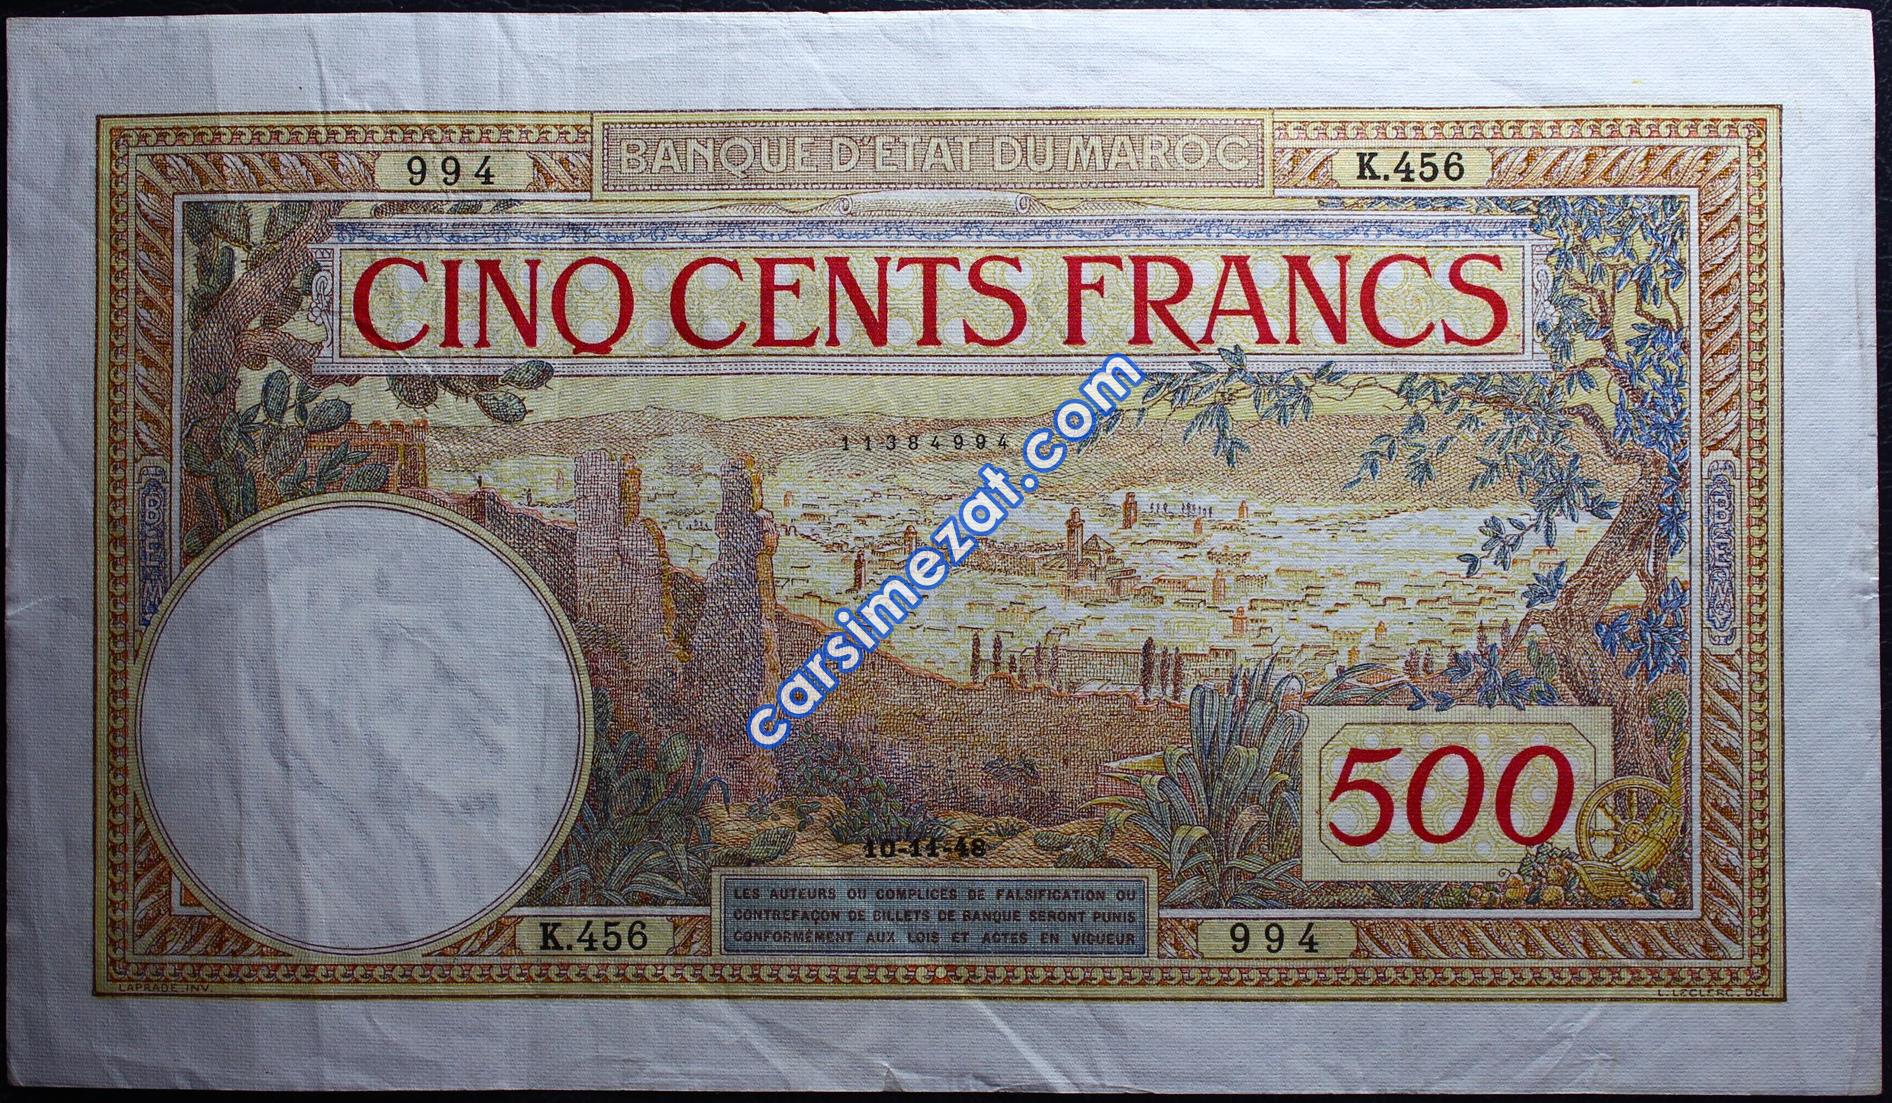 BANQUE D'ETAT DU MAROC
994
K.456
CINQ CENTS FRANCS
11384994
carsimezat.com
500
10-11-48
LES AUTEURS OU COMPLICES DE FALSIFICATION OU
CONTREFAÇON DE BILLETS DE BANQUE SERONT PUNIS
CONFORMÉMENT AUX LOIS ET ACTES EN VIGUEUR
K.456
994
LAPRADE.INV.
L.LECLERC.DEL.